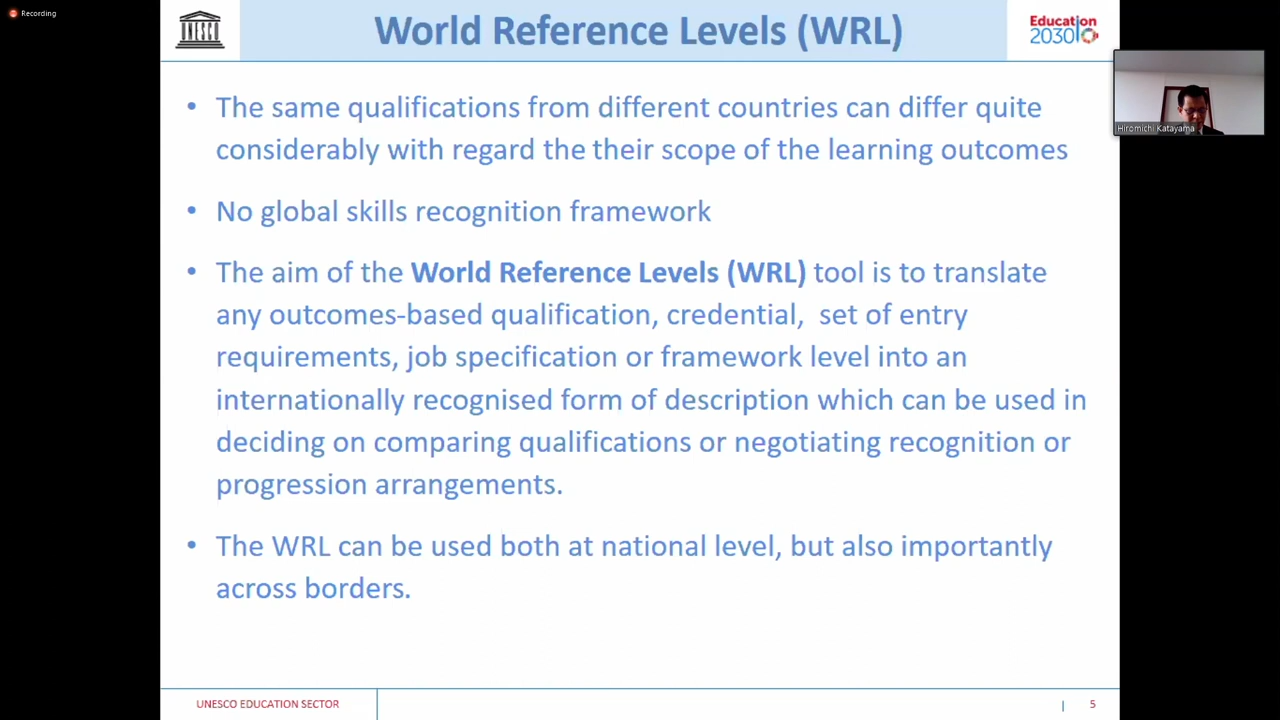 Recording
UNESCO
World Reference Levels (WRL)
Education
2030
Hiromichi Katayama
• The same qualifications from different countries can differ quite
considerably with regard the their scope of the learning outcomes
• No global skills recognition framework
• The aim of the World Reference Levels (WRL) tool is to translate
any outcomes-based qualification, credential, set of entry
requirements, job specification or framework level into an
internationally recognised form of description which can be used in
deciding on comparing qualifications or negotiating recognition or
progression arrangements.
• The WRL can be used both at national level, but also importantly
across borders.
UNESCO EDUCATION SECTOR
| 5